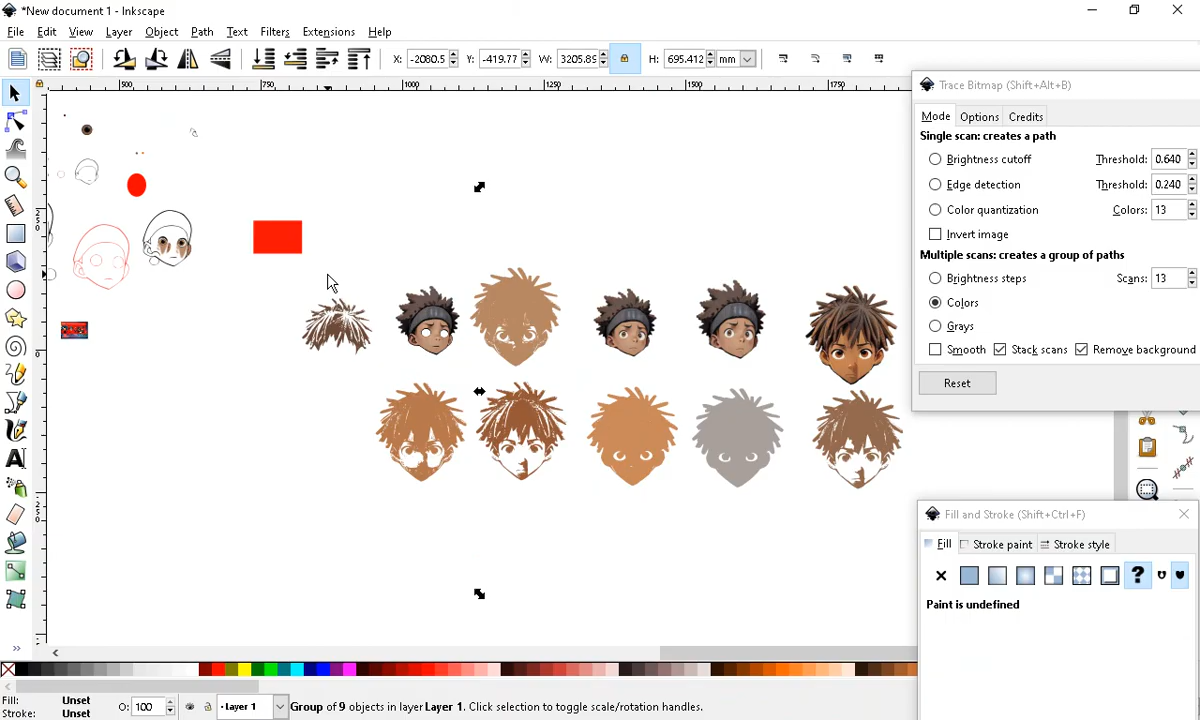 *New document 1 - Inkscape
File Edit View Layer Object Path Text Filters Extensions Help
X: -2080.5 Y: -419.77 W: 3205.89 H: 695.412 mm
500 750 1000 1250 1500 1750
Trace Bitmap (Shift+Alt+B)
Mode Options Credits
Single scan: creates a path
Brightness cutoff Threshold: 0.640
Edge detection Threshold: 0.240
Color quantization Colors: 13
Invert image
Multiple scans: creates a group of paths
Brightness steps Scans: 13
Colors
Grays
Smooth Stack scans Remove background
Reset
Fill and Stroke (Shift+Ctrl+F)
Fill Stroke paint Stroke style
Paint is undefined
Fill: Unset
Stroke: Unset
O: 100 Layer 1 Group of 9 objects in layer Layer 1. Click selection to toggle scale/rotation handles.